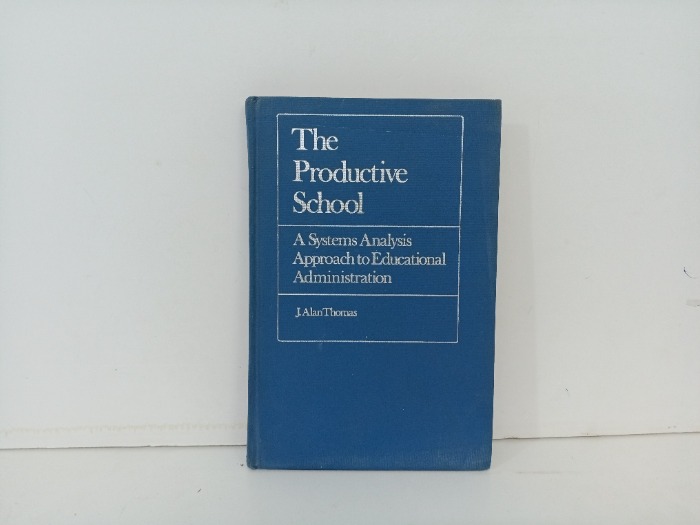 The
Productive
School
A Systems Analysis
Approach to Educational
Administration
J. Alan Thomas